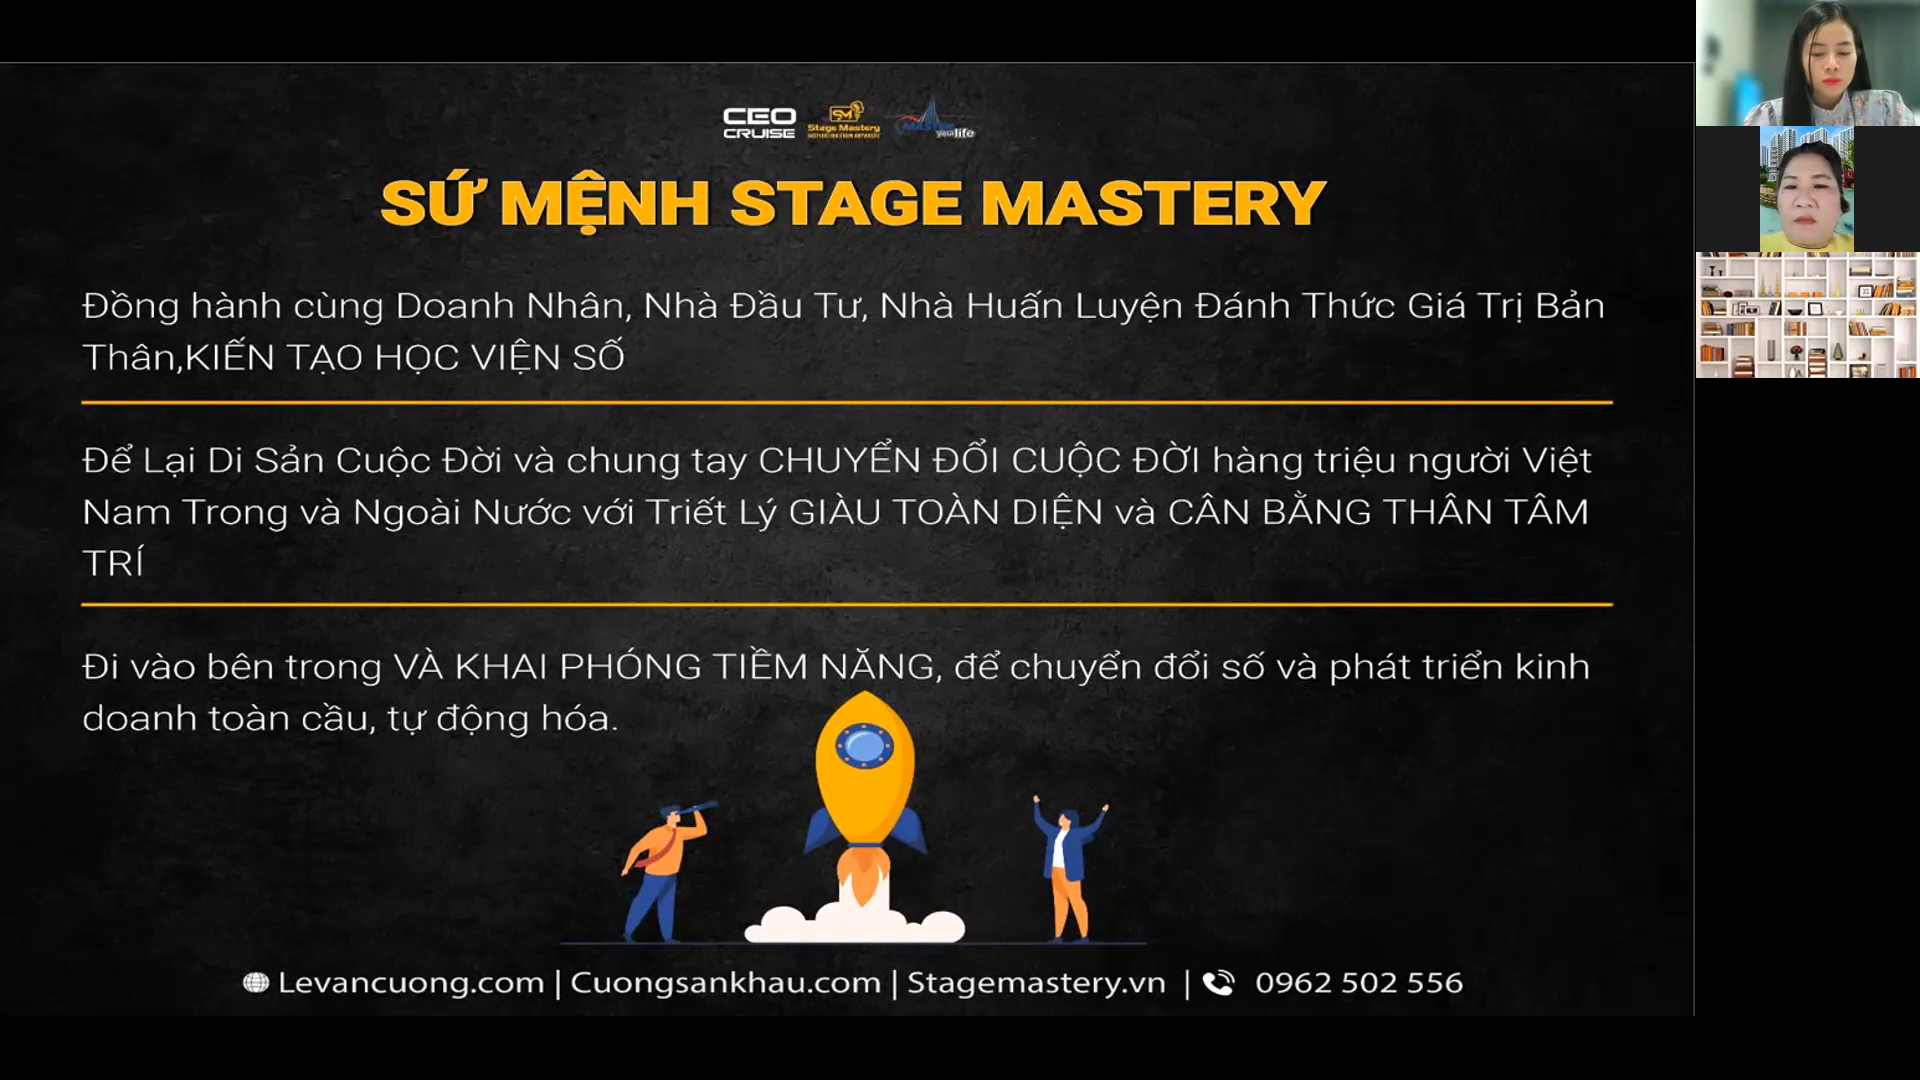 CEO
CRUISE
SM
Stage Mastery
MASTER
your life
SỨ MỆNH STAGE MASTERY
Đồng hành cùng Doanh Nhân, Nhà Đầu Tư, Nhà Huấn Luyện Đánh Thức Giá Trị Bản
Thân,KIẾN TẠO HỌC VIỆN SỐ
Để Lại Di Sản Cuộc Đời và chung tay CHUYỂN ĐỔI CUỘC ĐỜI hàng triệu người Việt
Nam Trong và Ngoài Nước với Triết Lý GIÀU TOÀN DIỆN và CÂN BẰNG THÂN TÂM
TRÍ
Đi vào bên trong VÀ KHAI PHÓNG TIỀM NĂNG, để chuyển đổi số và phát triển kinh
doanh toàn cầu, tự động hóa.
Levancuong.com | Cuongsankhau.com | Stagemastery.vn | 0962 502 556